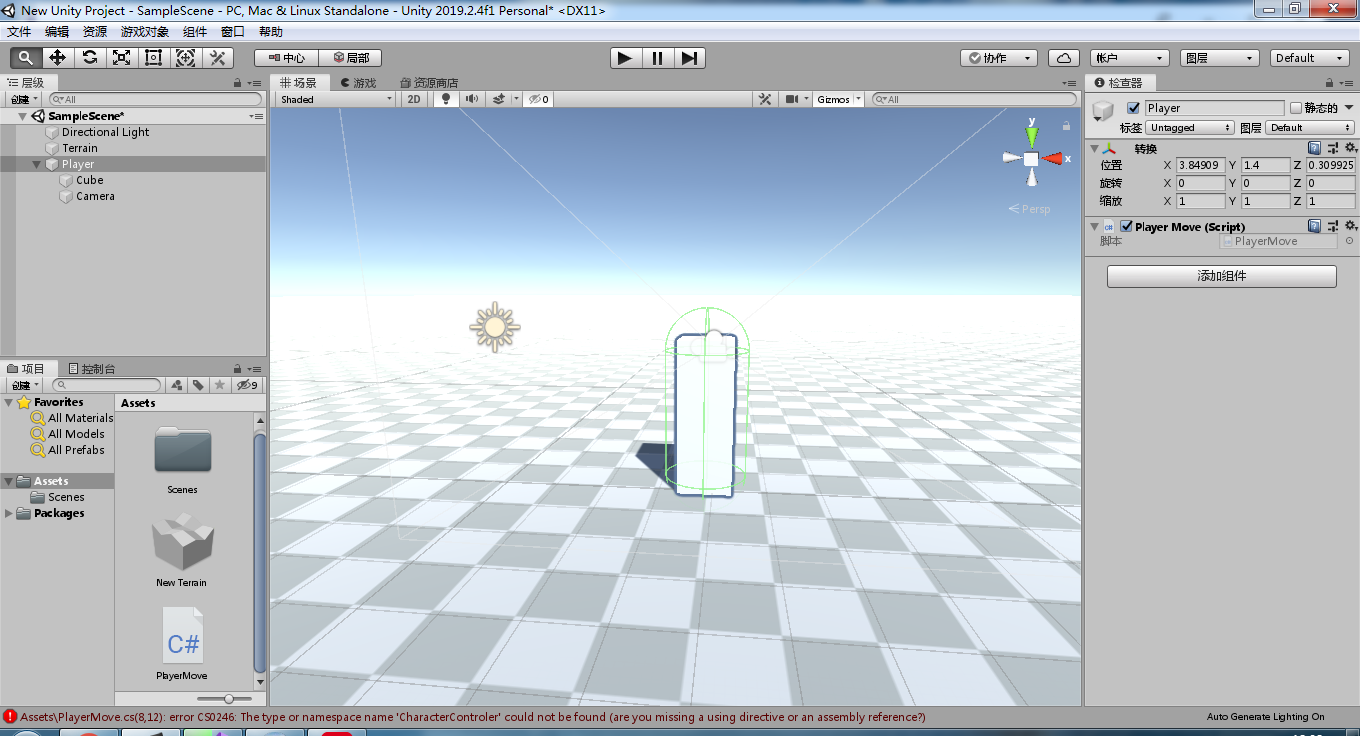 New Unity Project - SampleScene - PC, Mac & Linux Standalone - Unity 2019.2.4f1 Personal* <DX11>
文件 编辑 资源 游戏对象 组件 窗口 帮助
中心 局部 协作 帐户 图层 Default
层级
创建 All
SampleScene*
Directional Light
Terrain
Player
Cube
Camera
场景 游戏 资源商店
Shaded 2D 0 Gizmos All
y
x
Persp
检查器
Player 静态的
标签 Untagged 图层 Default
转换
位置 X 3.84909 Y 1.4 Z 0.309925
旋转 X 0 Y 0 Z 0
缩放 X 1 Y 1 Z 1
Player Move (Script)
脚本 PlayerMove
添加组件
项目 控制台
创建 9
Favorites
All Materials
All Models
All Prefabs
Assets
Scenes
Packages
Assets
Scenes
New Terrain
C#
PlayerMove
Assets\PlayerMove.cs(8,12): error CS0246: The type or namespace name 'CharacterControler' could not be found (are you missing a using directive or an assembly reference?)
Auto Generate Lighting On